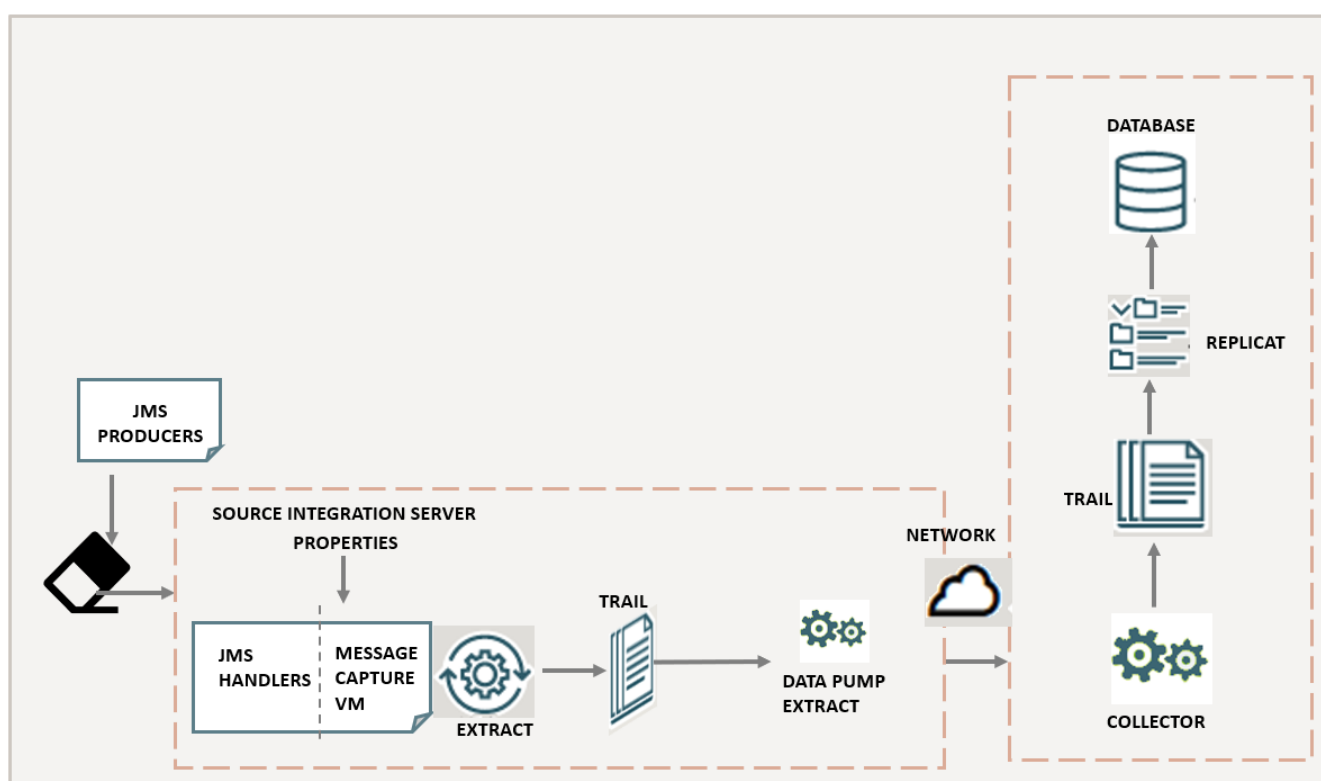 JMS
PRODUCERS
SOURCE INTEGRATION SERVER
PROPERTIES
JMS
HANDLERS
MESSAGE
CAPTURE
VM
EXTRACT
TRAIL
DATA PUMP
EXTRACT
NETWORK
DATABASE
REPLICAT
TRAIL
COLLECTOR